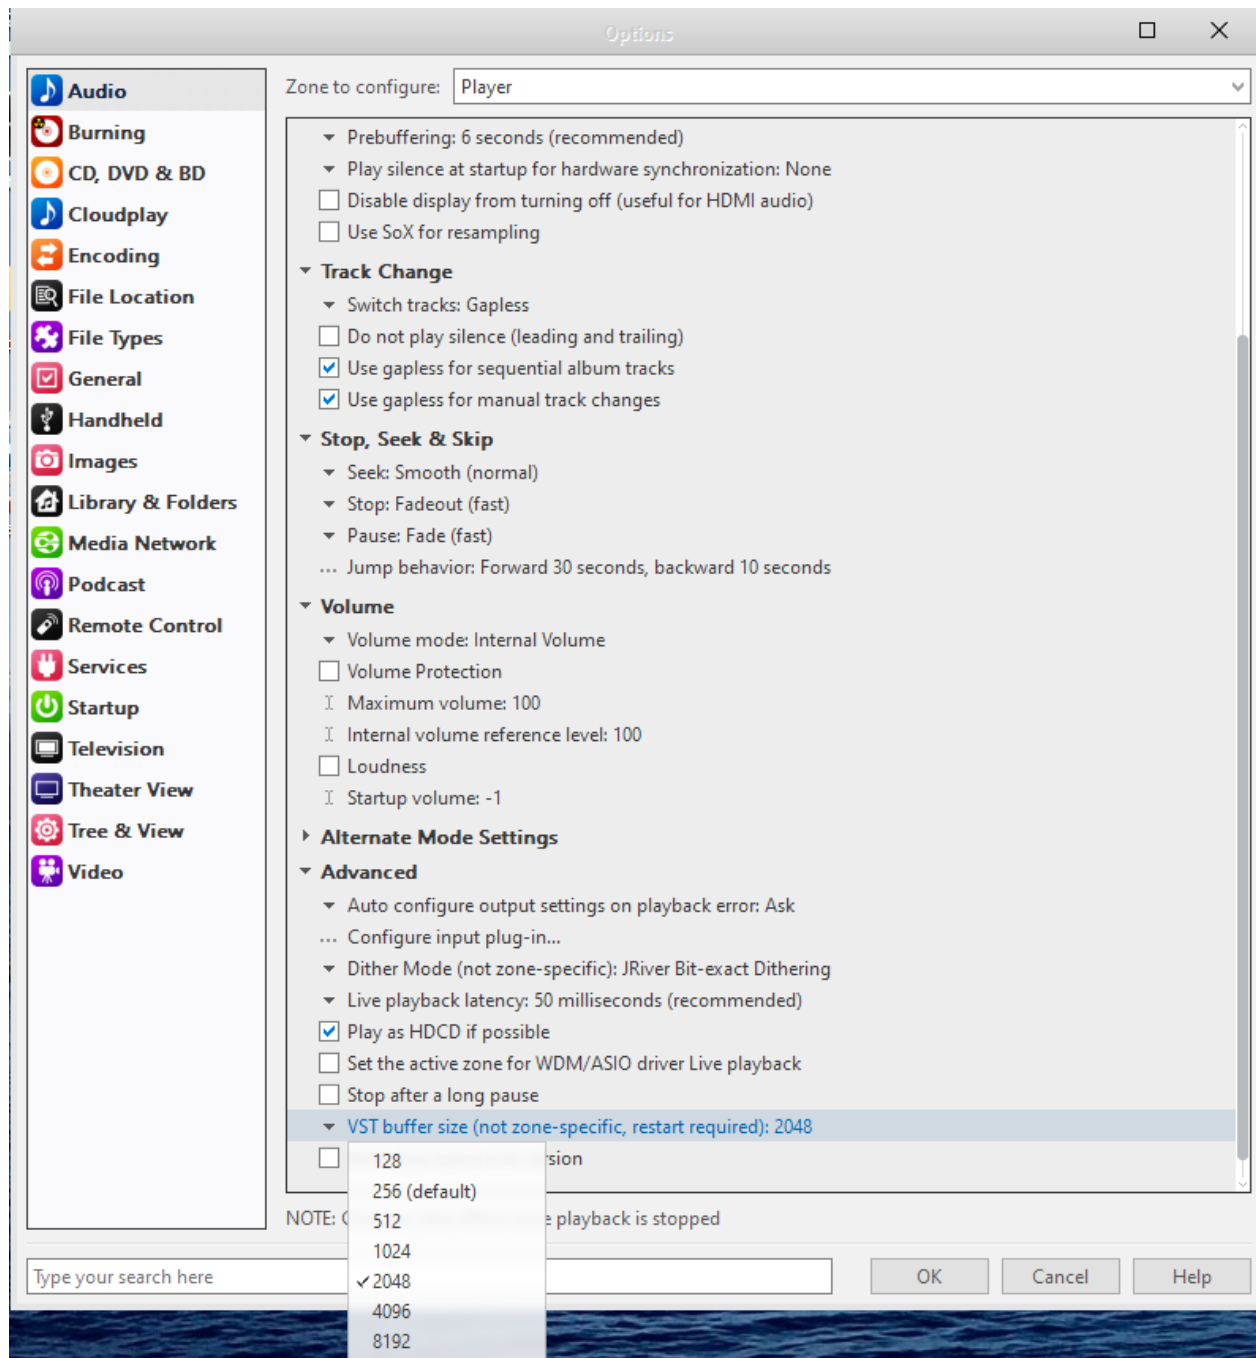 Options
Audio
Burning
CD, DVD & BD
Cloudplay
Encoding
File Location
File Types
General
Handheld
Images
Library & Folders
Media Network
Podcast
Remote Control
Services
Startup
Television
Theater View
Tree & View
Video
Zone to configure: Player
Prebuffering: 6 seconds (recommended)
Play silence at startup for hardware synchronization: None
Disable display from turning off (useful for HDMI audio)
Use SoX for resampling
Track Change
Switch tracks: Gapless
Do not play silence (leading and trailing)
Use gapless for sequential album tracks
Use gapless for manual track changes
Stop, Seek & Skip
Seek: Smooth (normal)
Stop: Fadeout (fast)
Pause: Fade (fast)
... Jump behavior: Forward 30 seconds, backward 10 seconds
Volume
Volume mode: Internal Volume
Volume Protection
Maximum volume: 100
Internal volume reference level: 100
Loudness
Startup volume: -1
Alternate Mode Settings
Advanced
Auto configure output settings on playback error: Ask
... Configure input plug-in...
Dither Mode (not zone-specific): JRiver Bit-exact Dithering
Live playback latency: 50 milliseconds (recommended)
Play as HDCD if possible
Set the active zone for WDM/ASIO driver Live playback
Stop after a long pause
VST buffer size (not zone-specific, restart required): 2048
128
256 (default)
512
1024
2048
4096
8192
NOTE: playback is stopped
Type your search here
OK
Cancel
Help